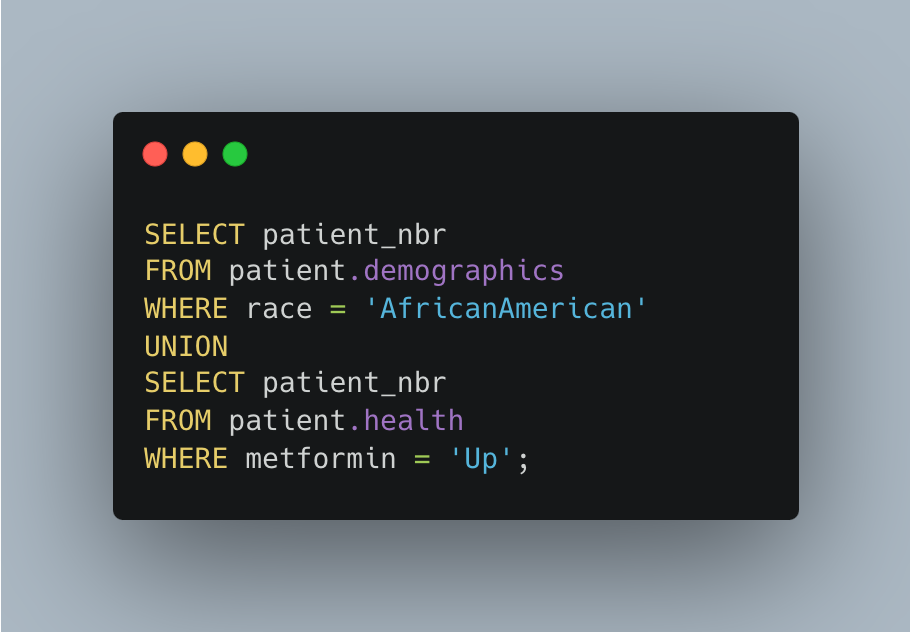 SELECT patient_nbr
FROM patient.demographics
WHERE race = 'AfricanAmerican'
UNION
SELECT patient_nbr
FROM patient.health
WHERE metformin = 'Up';